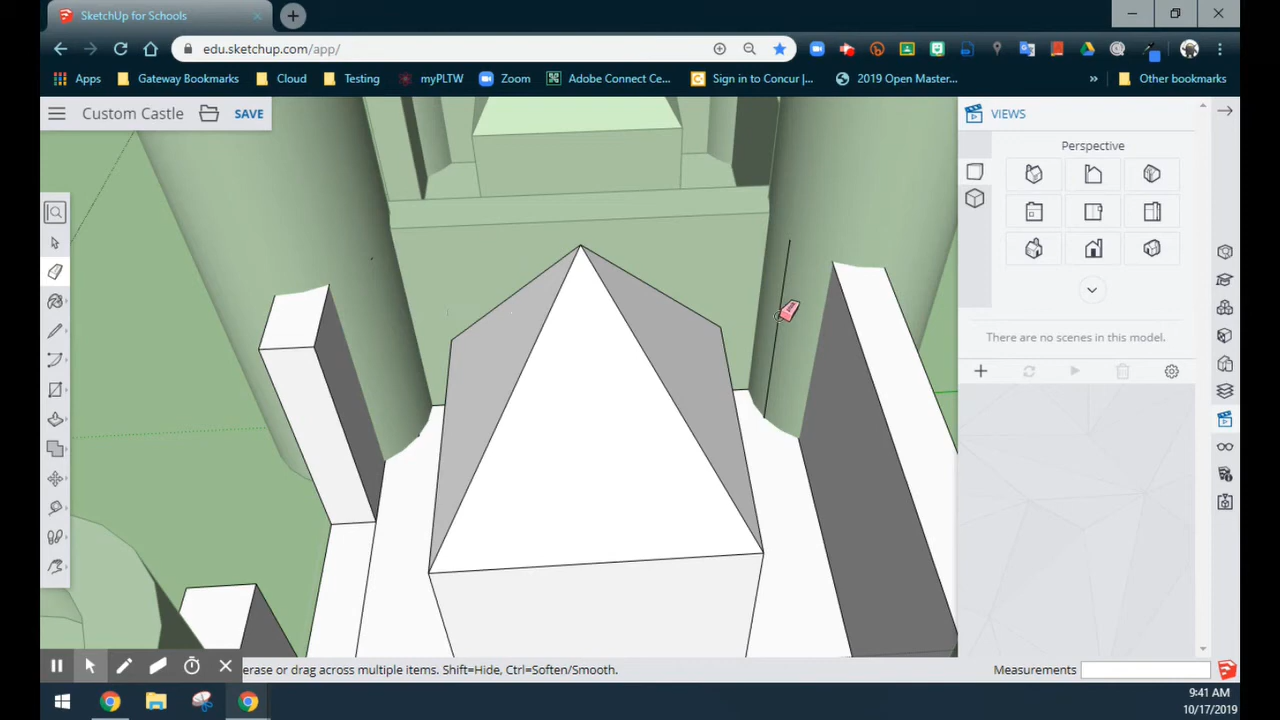 SketchUp for Schools
edu.sketchup.com/app/
Apps
Gateway Bookmarks
Cloud
Testing
myPLTW
Zoom
Adobe Connect Ce...
Sign in to Concur |...
2019 Open Master...
»
Other bookmarks
Custom Castle
SAVE
VIEWS
Perspective
There are no scenes in this model.
erase or drag across multiple items. Shift=Hide, Ctrl=Soften/Smooth.
Measurements
9:41 AM
10/17/2019